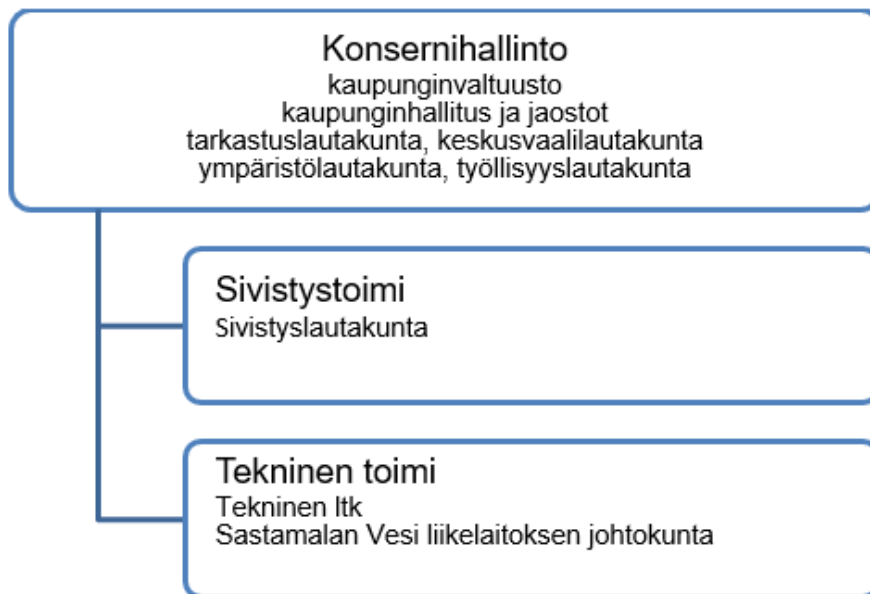 Konsernihallinto
kaupunginvaltuusto
kaupunginhallitus ja jaostot
tarkastuslautakunta, keskusvaalilautakunta
ympäristölautakunta, työllisyyslautakunta
Sivistystoimi
Sivistyslautakunta
Tekninen toimi
Tekninen ltk
Sastamalan Vesi liikelaitoksen johtokunta